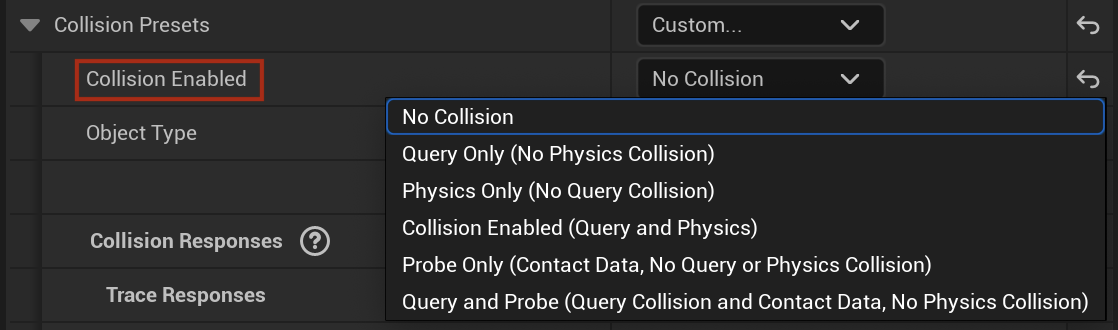 Collision Presets Custom...
Collision Enabled No Collision
No Collision
Object Type
Query Only (No Physics Collision)
Physics Only (No Query Collision)
Collision Enabled (Query and Physics)
Collision Responses ?
Probe Only (Contact Data, No Query or Physics Collision)
Trace Responses
Query and Probe (Query Collision and Contact Data, No Physics Collision)